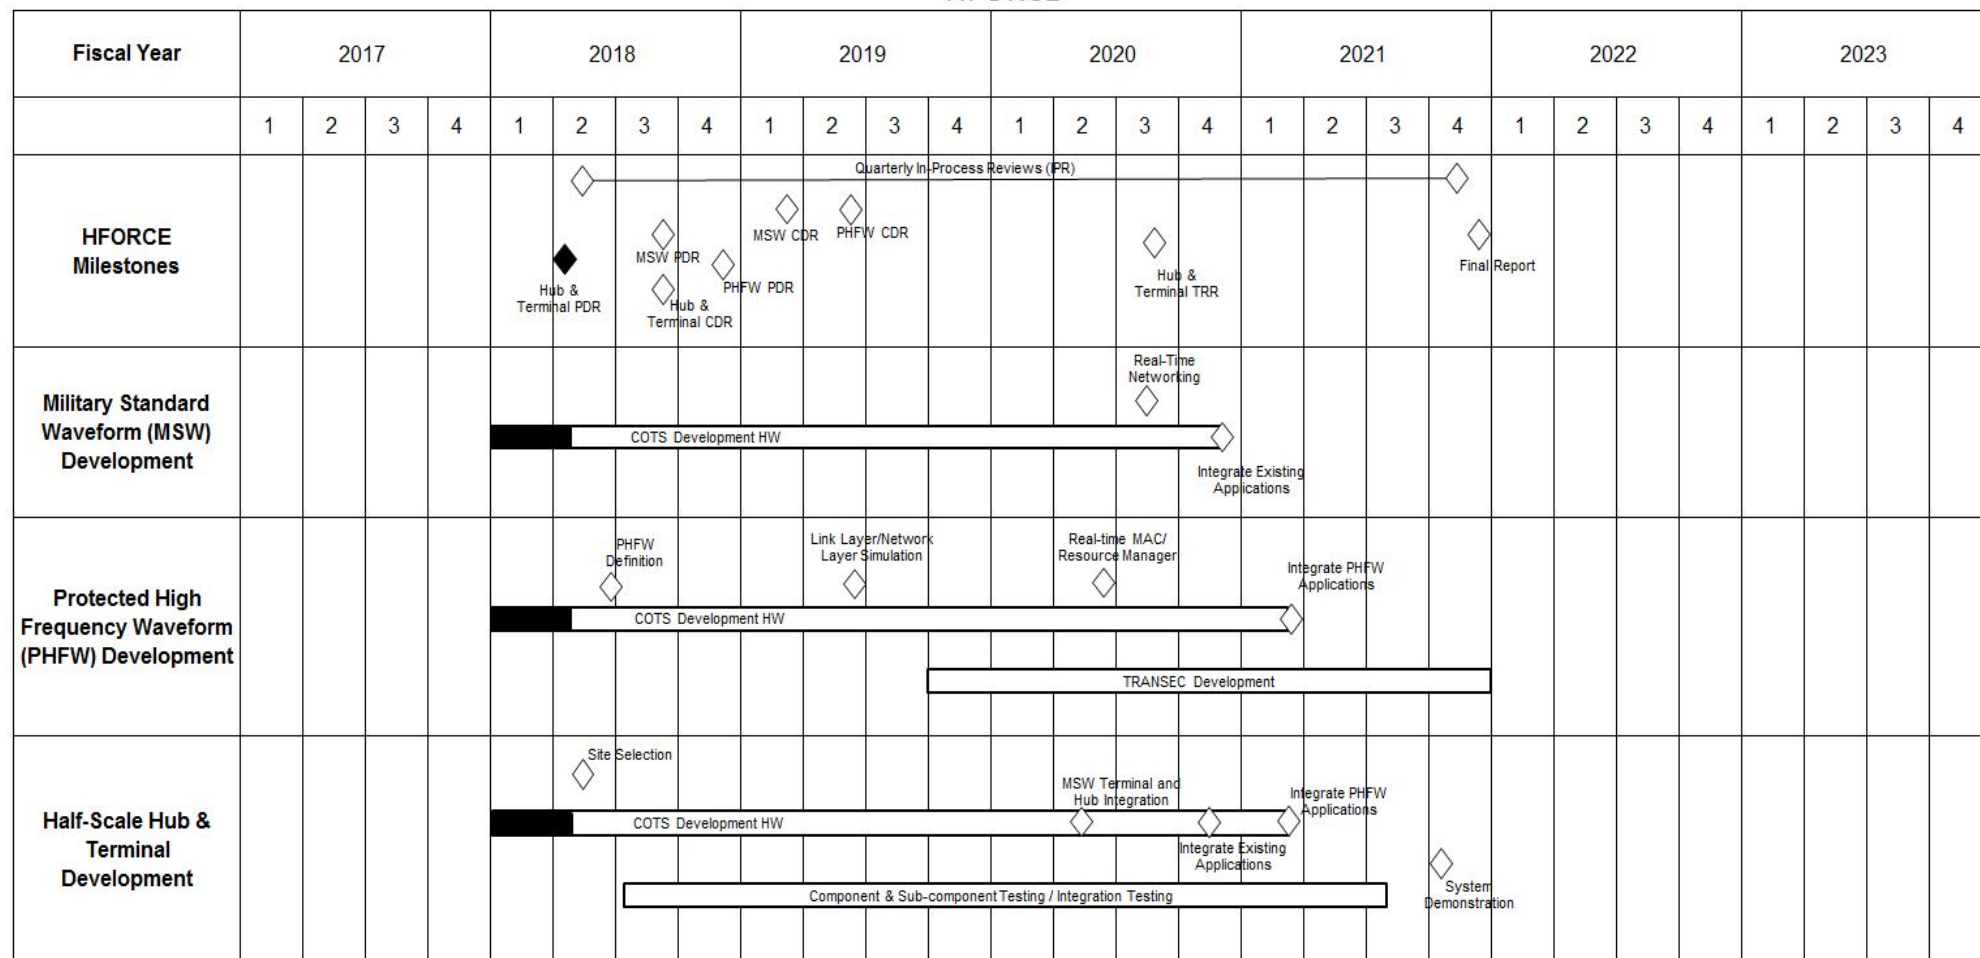 Fiscal Year 2017 2018 2019 2020 2021 2022 2023
1 2 3 4 1 2 3 4 1 2 3 4 1 2 3 4 1 2 3 4 1 2 3 4 1 2 3 4
HFORCE
Milestones
Quarterly In-Process Reviews (IPR)
Hub &
Terminal PDR
MSW PDR
Hub &
Terminal CDR
PHFW PDR
MSW CDR
PHFW CDR
Hub &
Terminal TRR
Final Report
Military Standard
Waveform (MSW)
Development
Real-Time
Networking
COTS Development HW
Integrate Existing
Applications
Protected High
Frequency Waveform
(PHFW) Development
PHFW
Definition
Link Layer/Network
Layer Simulation
Real-time MAC/
Resource Manager
Integrate PHFW
Applications
COTS Development HW
TRANSEC Development
Half-Scale Hub &
Terminal
Development
Site Selection
MSW Terminal and
Hub Integration
Integrate PHFW
Applications
COTS Development HW
Integrate Existing
Applications
Component & Sub-component Testing / Integration Testing
System
Demonstration